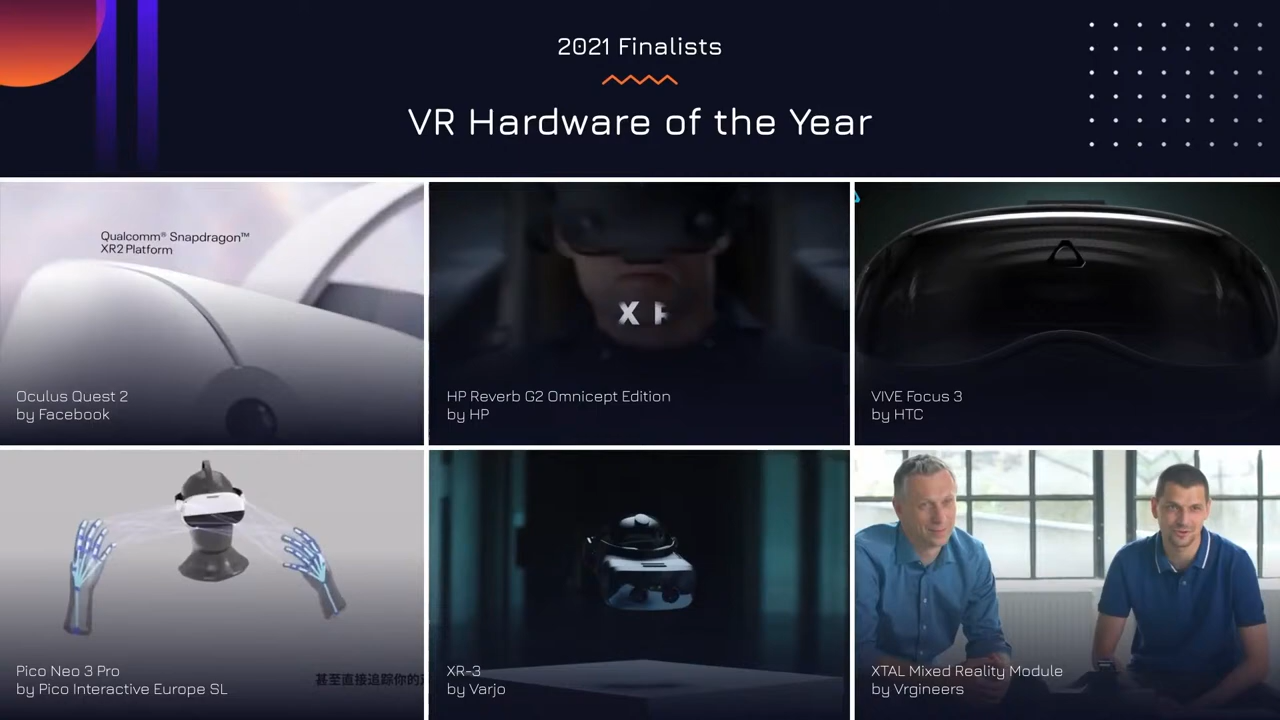 2021 Finalists
VR Hardware of the Year
Qualcomm® Snapdragon™
XR2 Platform
Oculus Quest 2
by Facebook
X
HP Reverb G2 Omnicept Edition
by HP
VIVE Focus 3
by HTC
Pico Neo 3 Pro
by Pico Interactive Europe SL
甚至直接追踪你的
XR-3
by Varjo
XTAL Mixed Reality Module
by Vrgineers